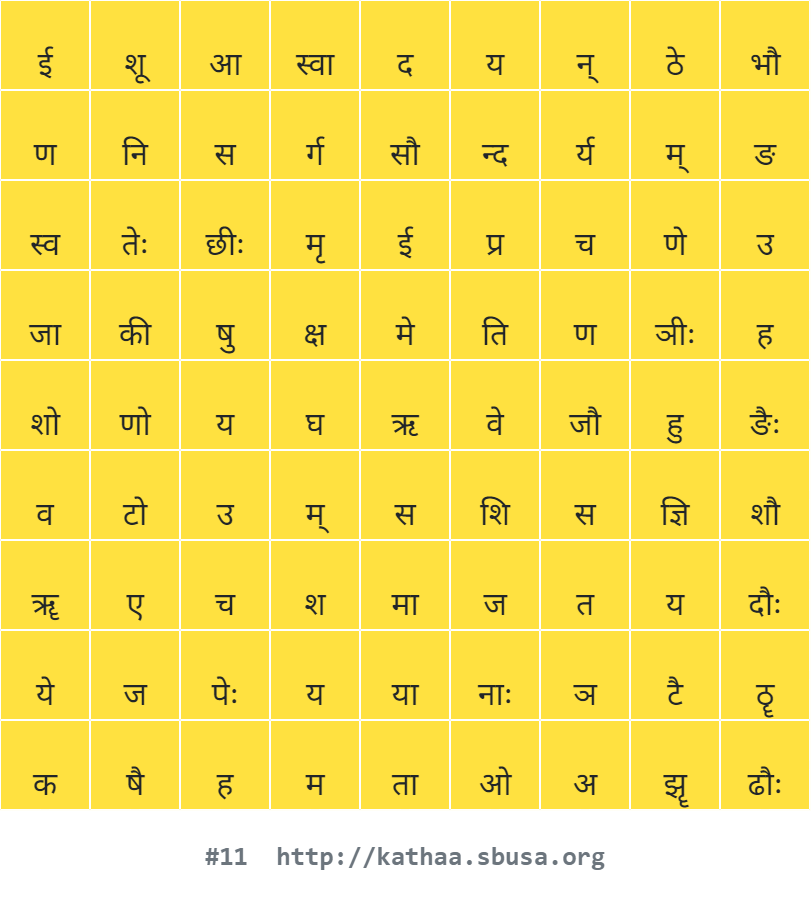 ई शू आ स्वा द य न् ठे भौ
ण नि स र्ग सौ न्द र्य म् ङ
स्व तेः छीः मृ ई प्र च णे उ
जा की षु क्ष मे ति ण ञीः ह
शो णो य घ ऋ वे जौ हु ङैः
व टो उ म् स शि स ज्ञि शौ
ॠ ए च श मा ज त य दौः
ये ज पेः य या नाः ञ टै ठॄ
क षै ह म ता ओ अ झॄ ढौः
#11 http://kathaa.sbusa.org